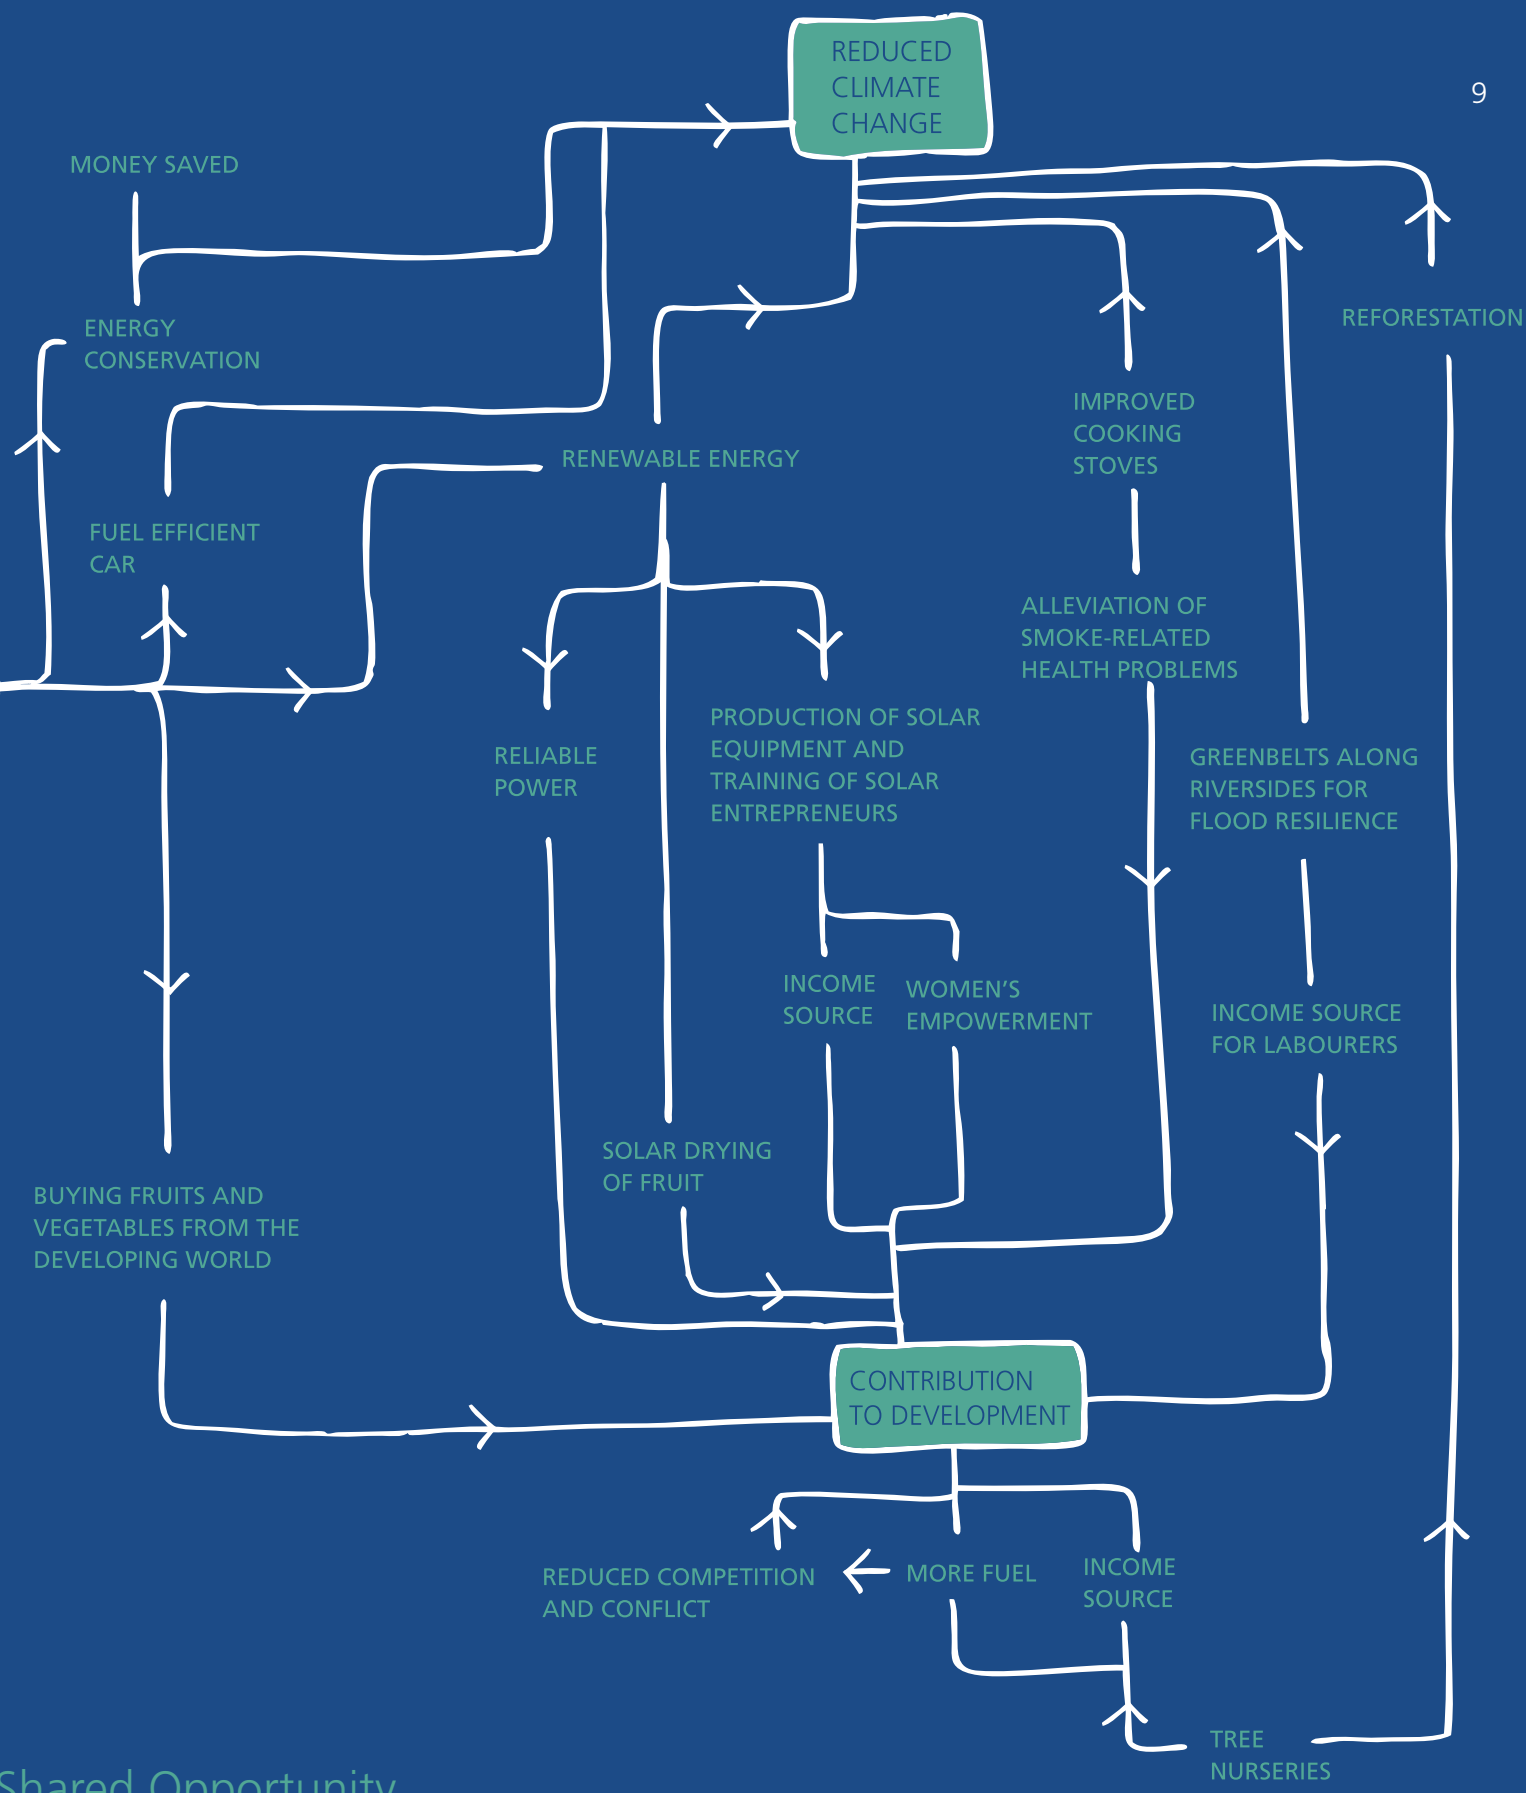 REDUCED
CLIMATE
CHANGE
9
MONEY SAVED
ENERGY
CONSERVATION
REFORESTATION
IMPROVED
COOKING
STOVES
RENEWABLE ENERGY
FUEL EFFICIENT
CAR
ALLEVIATION OF
SMOKE-RELATED
HEALTH PROBLEMS
PRODUCTION OF SOLAR
EQUIPMENT AND
TRAINING OF SOLAR
ENTREPRENEURS
RELIABLE
POWER
GREENBELTS ALONG
RIVERSIDES FOR
FLOOD RESILIENCE
INCOME
SOURCE
WOMEN'S
EMPOWERMENT
INCOME SOURCE
FOR LABOURERS
SOLAR DRYING
OF FRUIT
BUYING FRUITS AND
VEGETABLES FROM THE
DEVELOPING WORLD
CONTRIBUTION
TO DEVELOPMENT
REDUCED COMPETITION
AND CONFLICT
MORE FUEL
INCOME
SOURCE
TREE
NURSERIES
Shared Opportunity